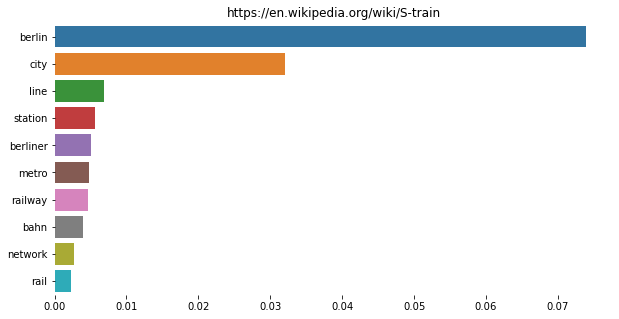 https://en.wikipedia.org/wiki/S-train
berlin
city
line
station
berliner
metro
railway
bahn
network
rail
0.00 0.01 0.02 0.03 0.04 0.05 0.06 0.07